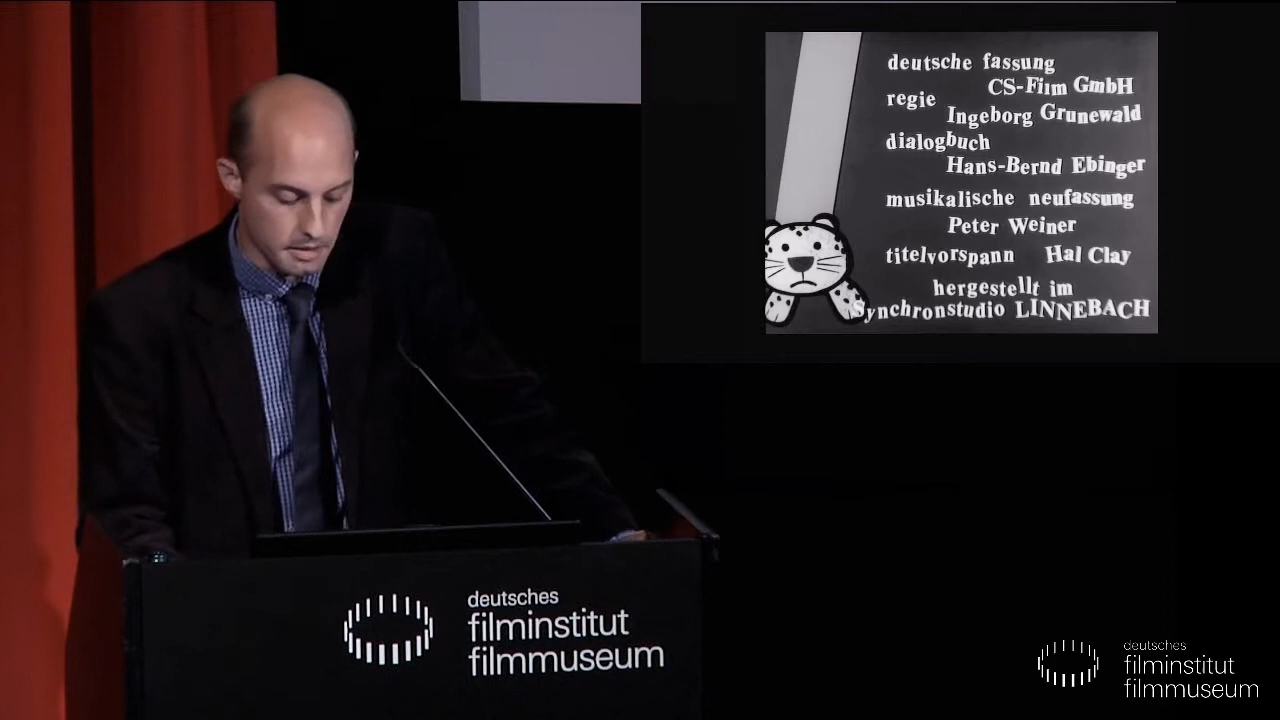 deutsche fassung
CS-Film GmbH
regie
Ingeborg Grunewald
dialogbuch
Hans-Bernd Ebinger
musikalische neufassung
Peter Weiner
titelvorspann Hal Clay
hergestellt im
Synchronstudio LINNEBACH
deutsches
filminstitut
filmmuseum
deutsches
filminstitut
filmmuseum